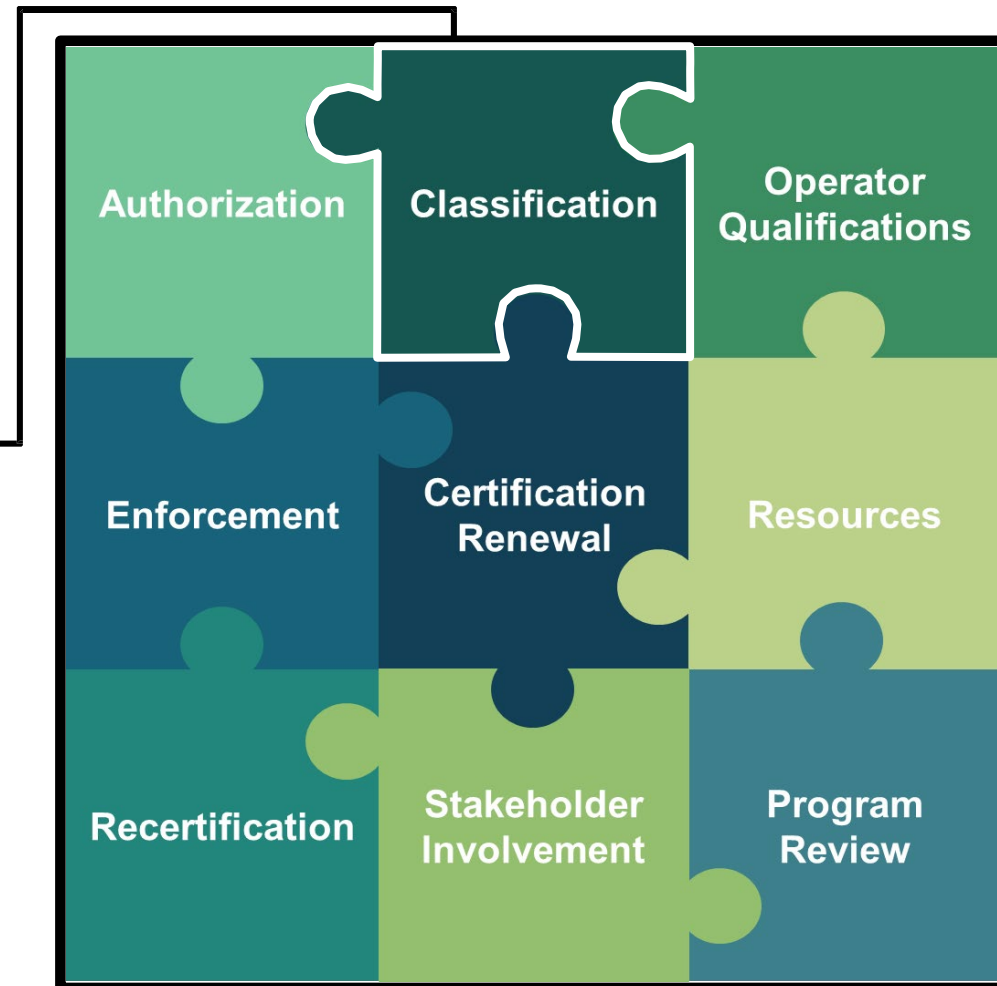 Authorization
Classification
Operator
Qualifications
Enforcement
Certification
Renewal
Resources
Recertification
Stakeholder
Involvement
Program
Review